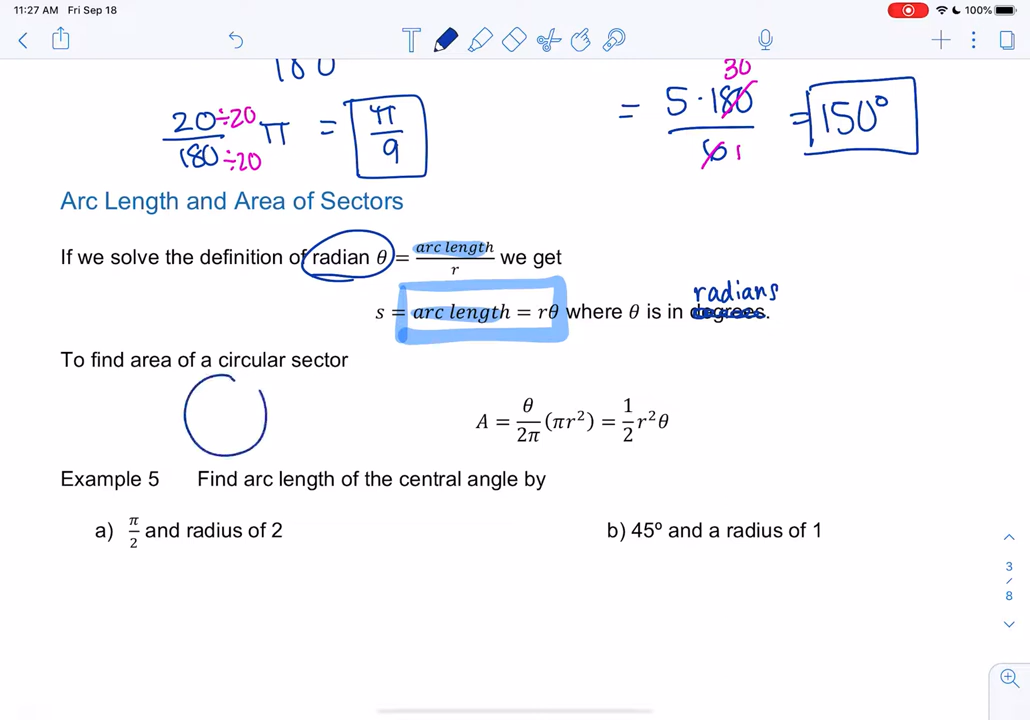 11:27 AM Fri Sep 18 100%
T
180 30
20÷20 / 180÷20 π = π/9 = 5·180 / 6 1 = 150°
Arc Length and Area of Sectors
If we solve the definition of radian θ = arc length / r we get
radians
s = arc length = rθ where θ is in degrees.
To find area of a circular sector
A = θ/2π (πr²) = 1/2 r²θ
Example 5 Find arc length of the central angle by
a) π/2 and radius of 2 b) 45º and a radius of 1
3
/
8